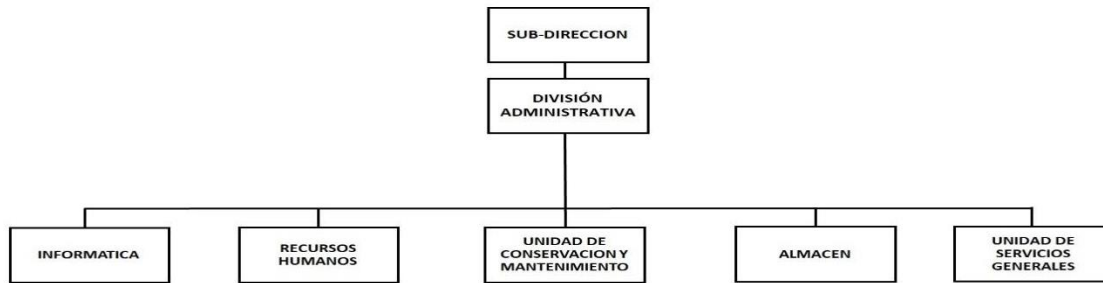 SUB-DIRECCION
DIVISIÓN
ADMINISTRATIVA
INFORMATICA
RECURSOS
HUMANOS
UNIDAD DE
CONSERVACION Y
MANTENIMIENTO
ALMACEN
UNIDAD DE
SERVICIOS
GENERALES